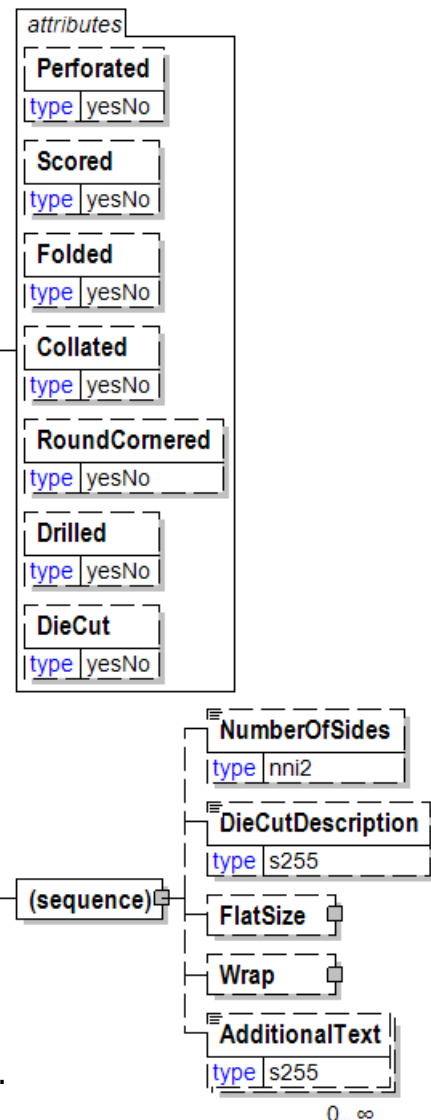 attributes
Perforated
type yesNo
Scored
type yesNo
Folded
type yesNo
Collated
type yesNo
RoundCornered
type yesNo
Drilled
type yesNo
DieCut
type yesNo
NumberOfSides
type nni2
DieCutDescription
type s255
(sequence)
FlatSize
Wrap
AdditionalText
type s255
.
0 ∞